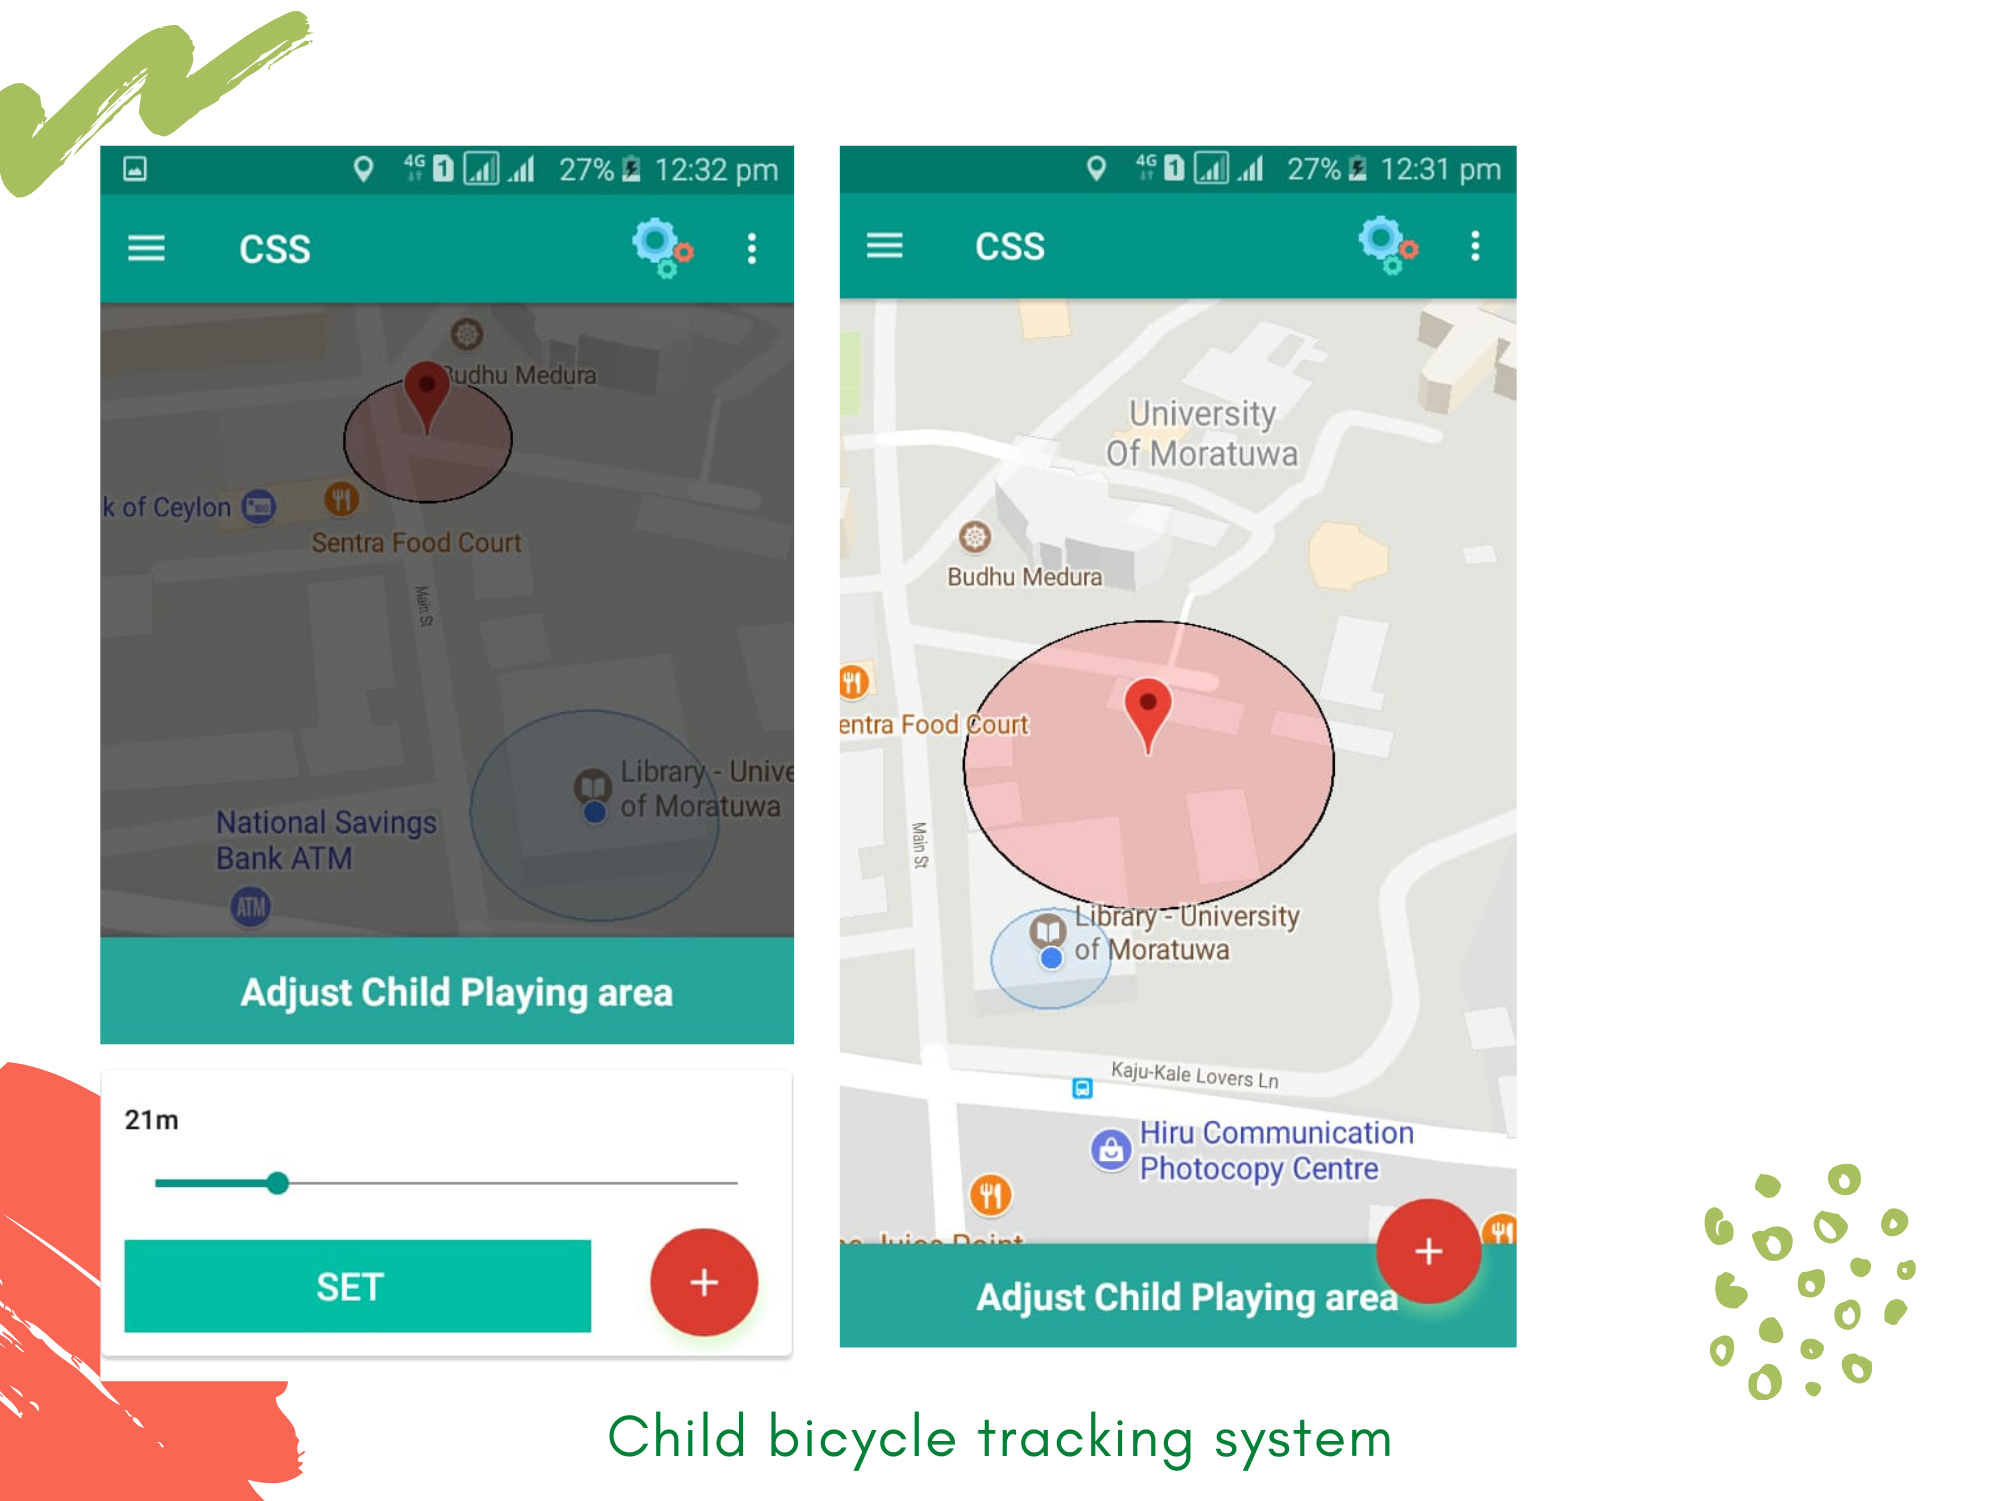 4G 1 27% 12:32 pm
CSS
Budhu Medura
k of Ceylon
Sentra Food Court
Main St
Library - Unive
of Moratuwa
National Savings
Bank ATM
ATM
Adjust Child Playing area
21m
SET
+
4G 1 27% 12:31 pm
CSS
University
Of Moratuwa
Budhu Medura
entra Food Court
Main St
Library - University
of Moratuwa
Kaju-Kale Lovers Ln
Hiru Communication
Photocopy Centre
Juice Point
+
Adjust Child Playing area
Child bicycle tracking system